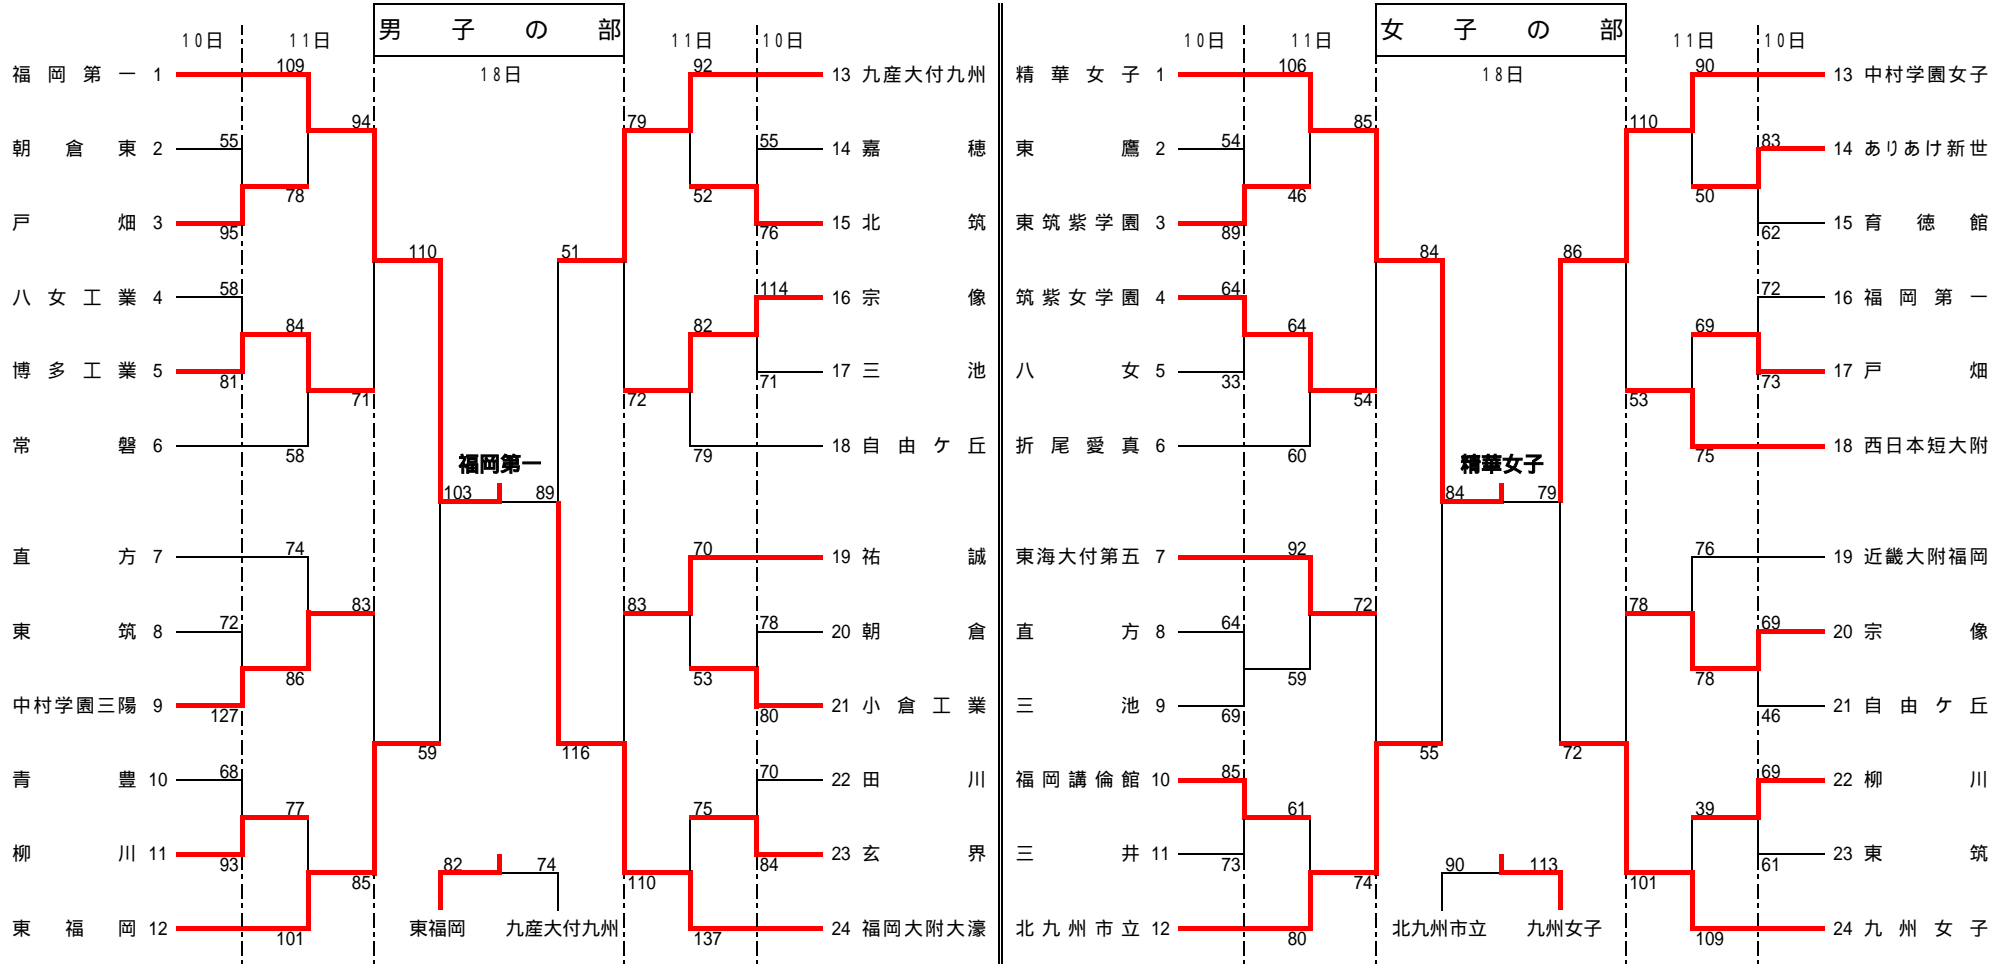 男子の部
10日 11日 18日 11日 10日
福岡第一 1 109
94
朝倉東 2 55
78
戸畑 3 95
110
八女工業 4 58
84
博多工業 5 81
71
常磐 6 58
福岡第一
103 89
直方 7 74
83
東筑 8 72
86
中村学園三陽 9 127
59
青豊 10 68
77
柳川 11 93
85
東福岡 12 101
82 74
東福岡 九産大付九州
92 13 九産大付九州
79
55 14 嘉穂
52
76 15 北筑
51
114 16 宗像
82
71 17 三池
72
79 18 自由ケ丘
70 19 祐誠
83
78 20 朝倉
53
80 21 小倉工業
116
70 22 田川
75
84 23 玄界
110
137 24 福岡大附大濠
女子の部
10日 11日 18日 11日 10日
精華女子 1 106
85
東鷹 2 54
46
東筑紫学園 3 89
84
筑紫女学園 4 64
64
八女 5 33
54
折尾愛真 6 60
精華女子
84 79
東海大付第五 7 92
72
直方 8 64
59
三池 9 69
55
福岡講倫館 10 85
61
三井 11 73
74
北九州市立 12 80
90 113
北九州市立 九州女子
90 13 中村学園女子
110
83 14 ありあけ新世
50
62 15 育徳館
86
72 16 福岡第一
69
73 17 戸畑
53
75 18 西日本短大附
76 19 近畿大附福岡
78
69 20 宗像
78
46 21 自由ケ丘
72
69 22 柳川
39
61 23 東筑
101
109 24 九州女子